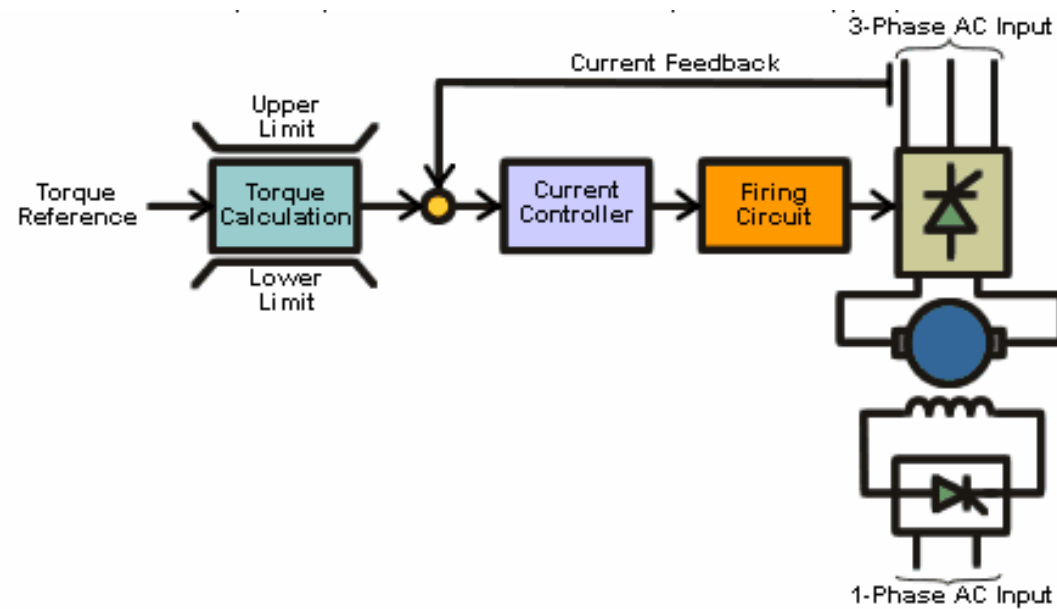 3-Phase AC Input
Current Feedback
Upper
Limit
Torque
Reference
Torque
Calculation
Current
Controller
Firing
Circuit
Lower
Limit
1-Phase AC Input